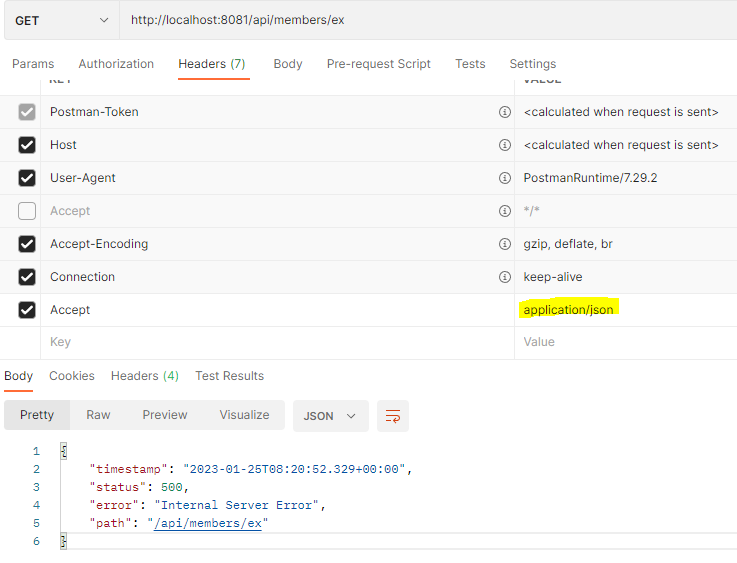 GET http://localhost:8081/api/members/ex
Params Authorization Headers (7) Body Pre-request Script Tests Settings
KEY VALUE
Postman-Token <calculated when request is sent>
Host <calculated when request is sent>
User-Agent PostmanRuntime/7.29.2
Accept */*
Accept-Encoding gzip, deflate, br
Connection keep-alive
Accept application/json
Key Value
Body Cookies Headers (4) Test Results
Pretty Raw Preview Visualize JSON
1 {
2 "timestamp": "2023-01-25T08:20:52.329+00:00",
3 "status": 500,
4 "error": "Internal Server Error",
5 "path": "/api/members/ex"
6 }